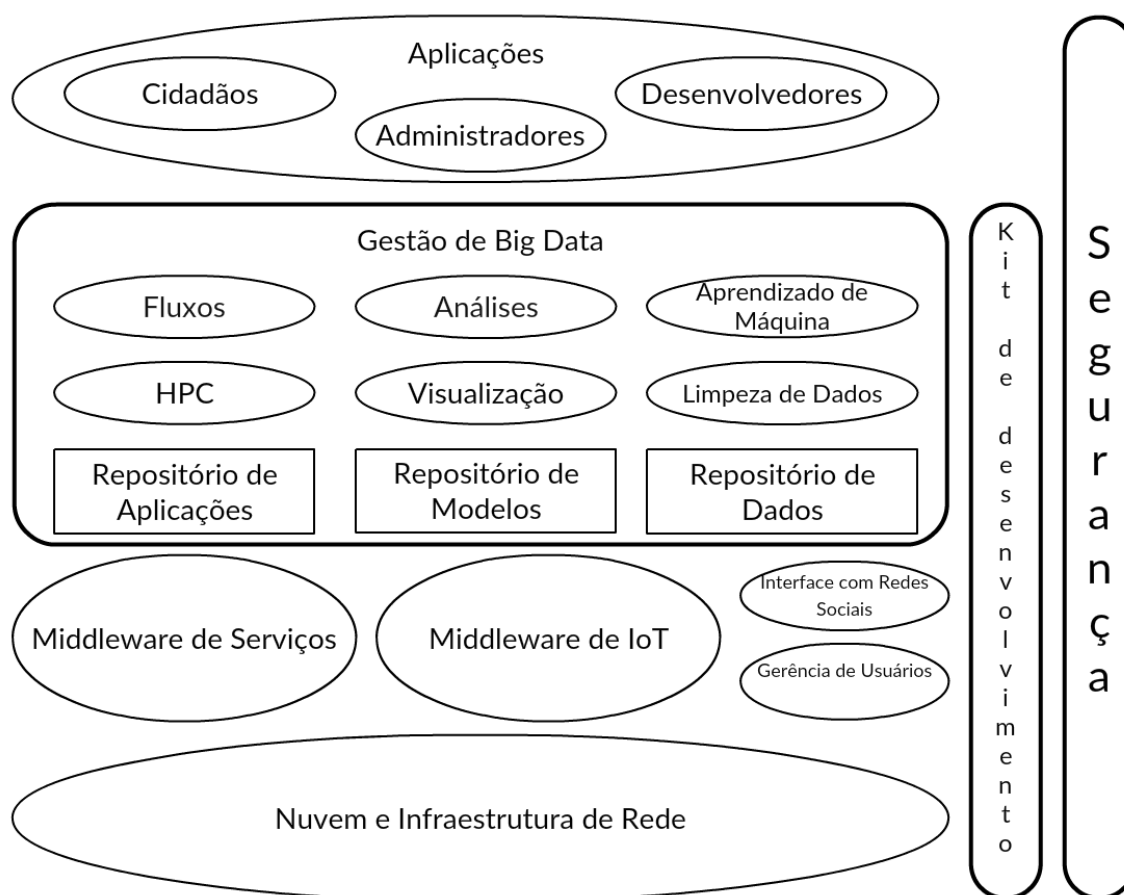 Aplicações
Cidadãos
Desenvolvedores
Administradores
Gestão de Big Data
Fluxos
Análises
Aprendizado de
Máquina
HPC
Visualização
Limpeza de Dados
Repositório de
Aplicações
Repositório de
Modelos
Repositório de
Dados
Middleware de Serviços
Middleware de IoT
Interface com Redes
Sociais
Gerência de Usuários
Nuvem e Infraestrutura de Rede
Kit de desenvolvimento
Segurança